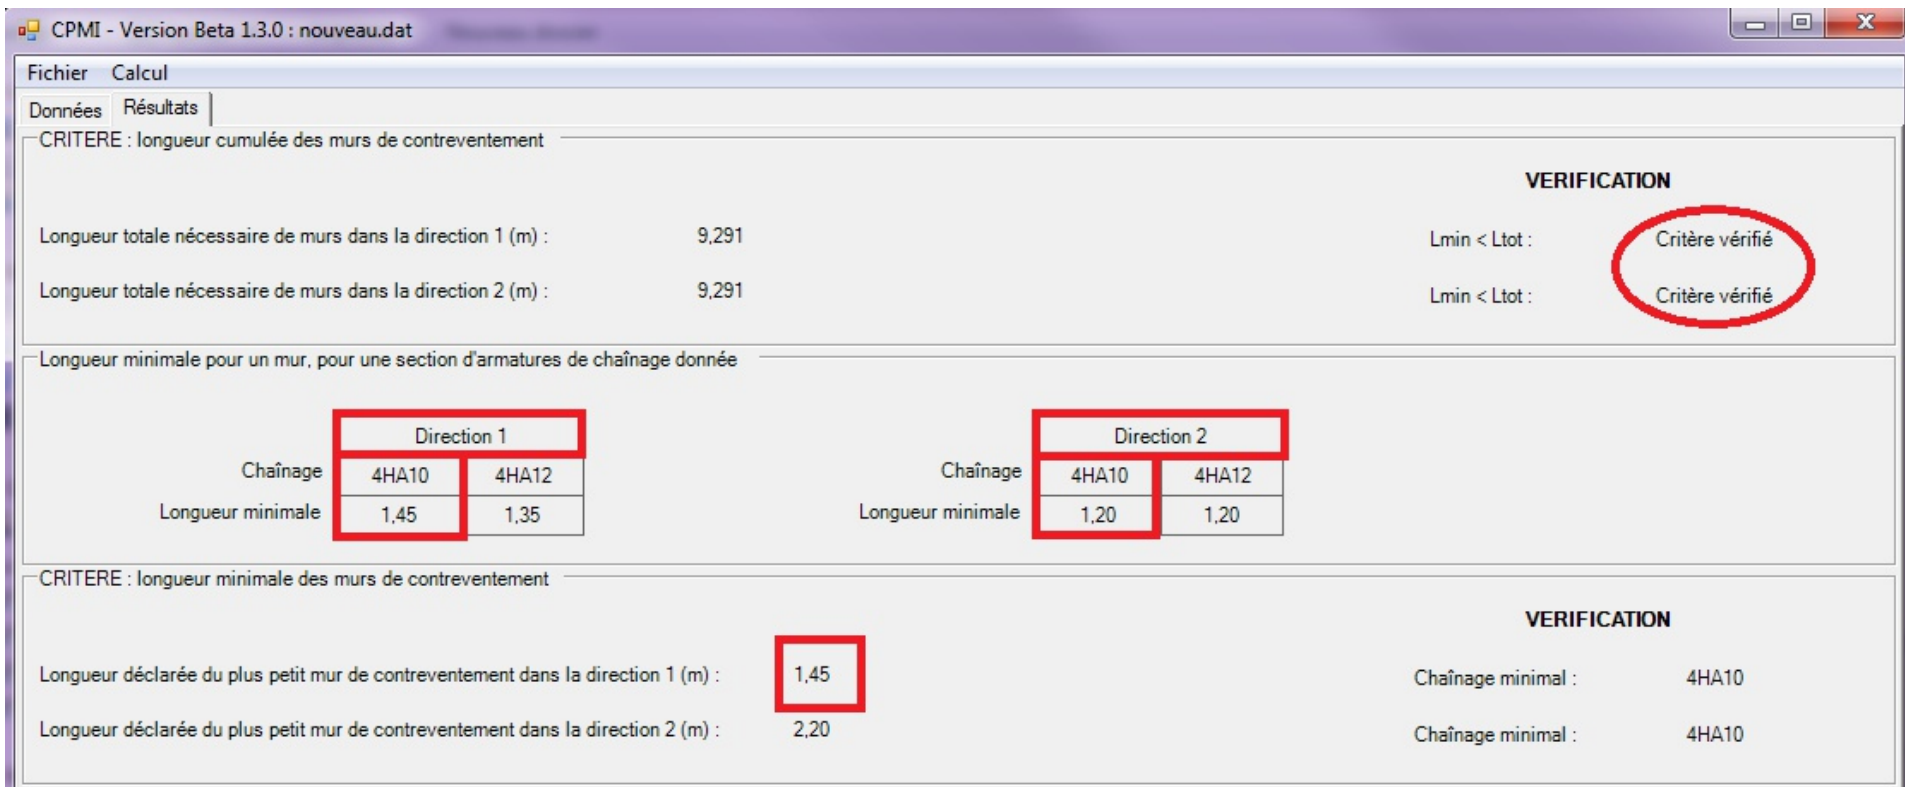 CPMI - Version Beta 1.3.0 : nouveau.dat
Fichier Calcul
Données Résultats
CRITERE : longueur cumulée des murs de contreventement
VERIFICATION
Longueur totale nécessaire de murs dans la direction 1 (m) : 9,291 Lmin < Ltot : Critère vérifié
Longueur totale nécessaire de murs dans la direction 2 (m) : 9,291 Lmin < Ltot : Critère vérifié
Longueur minimale pour un mur, pour une section d'armatures de chaînage donnée
Direction 1 Direction 2
Chaînage 4HA10 4HA12 Chaînage 4HA10 4HA12
Longueur minimale 1,45 1,35 Longueur minimale 1,20 1,20
CRITERE : longueur minimale des murs de contreventement
VERIFICATION
Longueur déclarée du plus petit mur de contreventement dans la direction 1 (m) : 1,45 Chaînage minimal : 4HA10
Longueur déclarée du plus petit mur de contreventement dans la direction 2 (m) : 2,20 Chaînage minimal : 4HA10